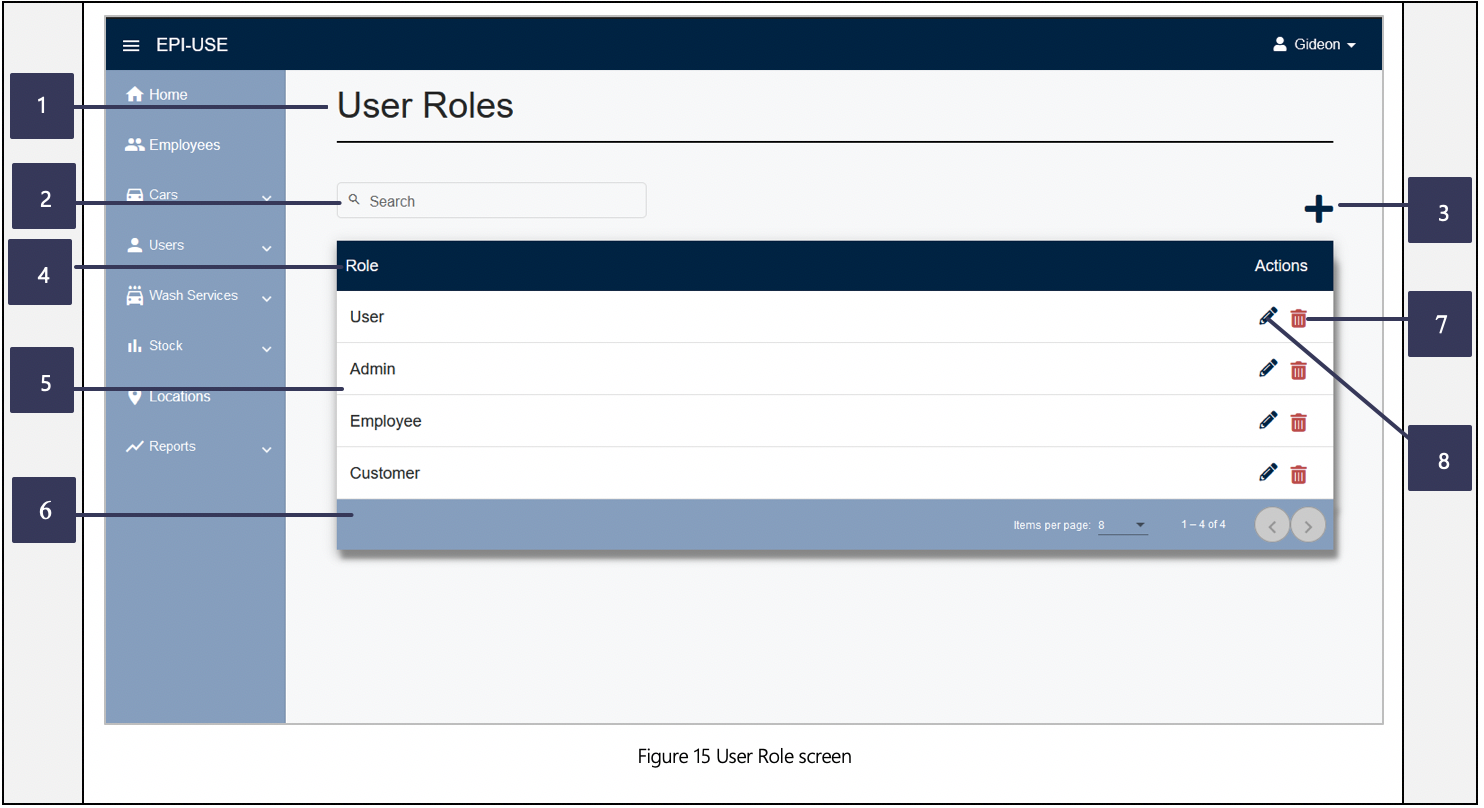 EPI-USE
Gideon
1
Home
User Roles
Employees
2
Cars
Search
3
4
Users
Role
Actions
Wash Services
User
7
Stock
5
Admin
Locations
Employee
Reports
8
Customer
6
Items per page: 8
1 – 4 of 4
Figure 15 User Role screen